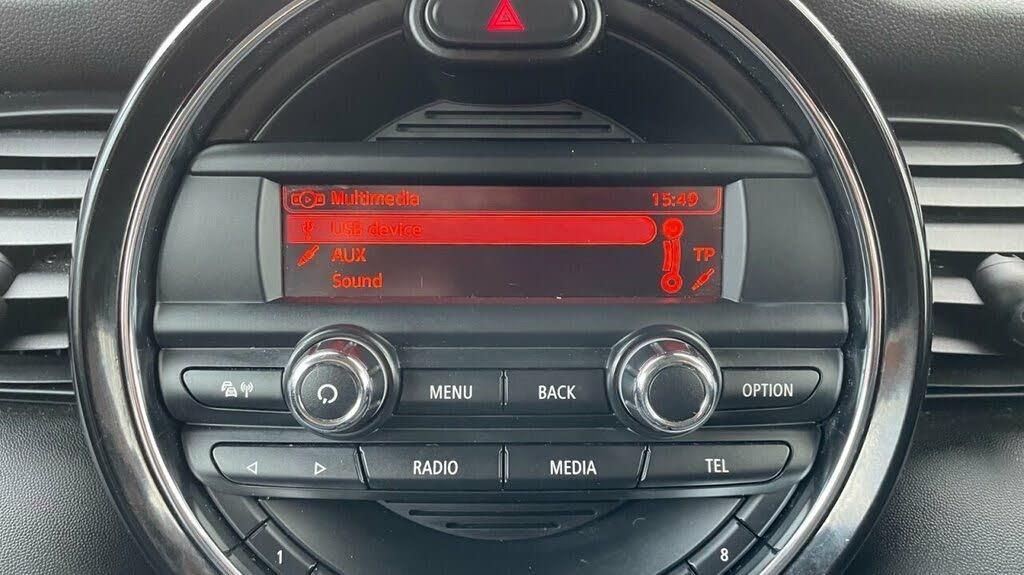 Multimedia 15:49
USB device
AUX TP
Sound
MENU BACK OPTION
RADIO MEDIA TEL
1 8